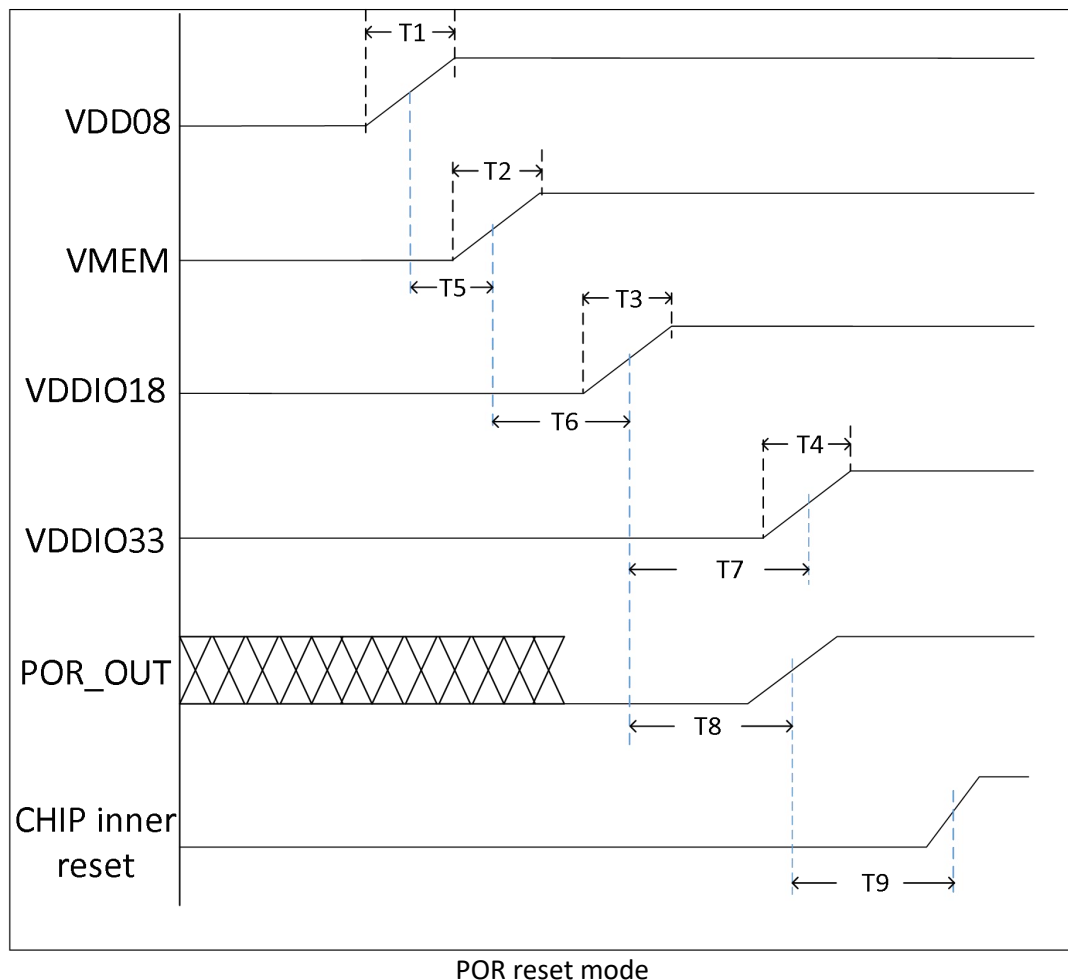 T1
VDD08
T2
VMEM
T5
T3
VDDIO18
T6
T4
VDDIO33
T7
POR_OUT
T8
CHIP inner
reset
T9
POR reset mode